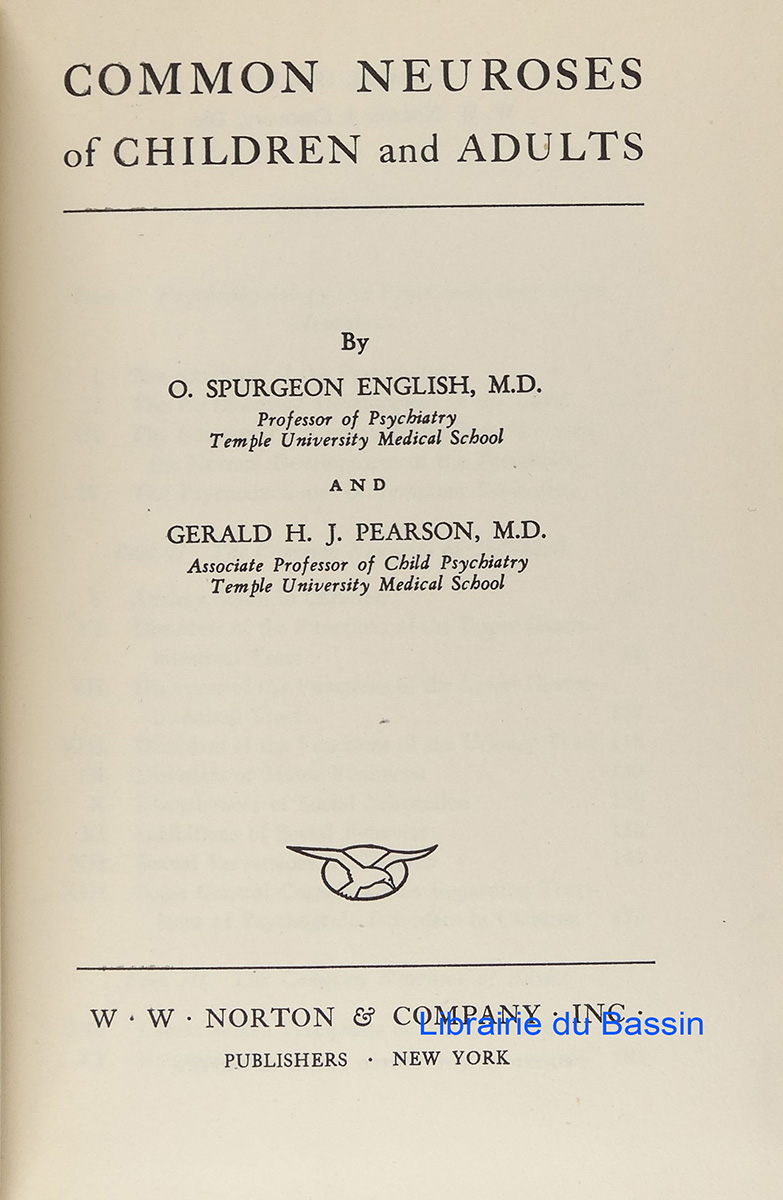 COMMON NEUROSES
of CHILDREN and ADULTS
By
O. SPURGEON ENGLISH, M.D.
Professor of Psychiatry
Temple University Medical School
AND
GERALD H. J. PEARSON, M.D.
Associate Professor of Child Psychiatry
Temple University Medical School
W · W · NORTON & COMPANY · INC ·
Librairie du Bassin
PUBLISHERS · NEW YORK